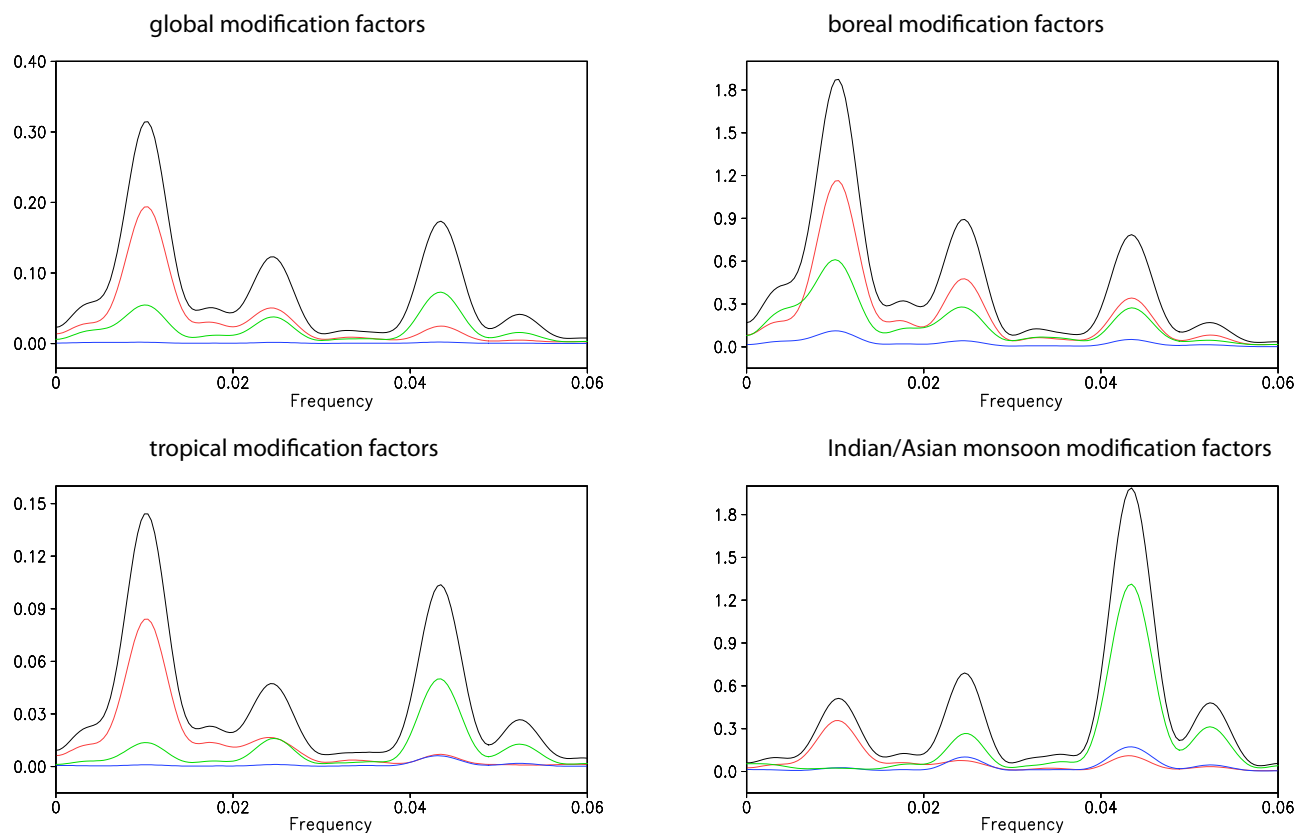 global modification factors
0.40
0.30
0.20
0.10
0.00
0 0.02 0.04 0.06
Frequency
boreal modification factors
1.8
1.5
1.2
0.9
0.6
0.3
0.0
0 0.02 0.04 0.06
Frequency
tropical modification factors
0.15
0.12
0.09
0.06
0.03
0.00
0 0.02 0.04 0.06
Frequency
Indian/Asian monsoon modification factors
1.8
1.5
1.2
0.9
0.6
0.3
0.0
0 0.02 0.04 0.06
Frequency